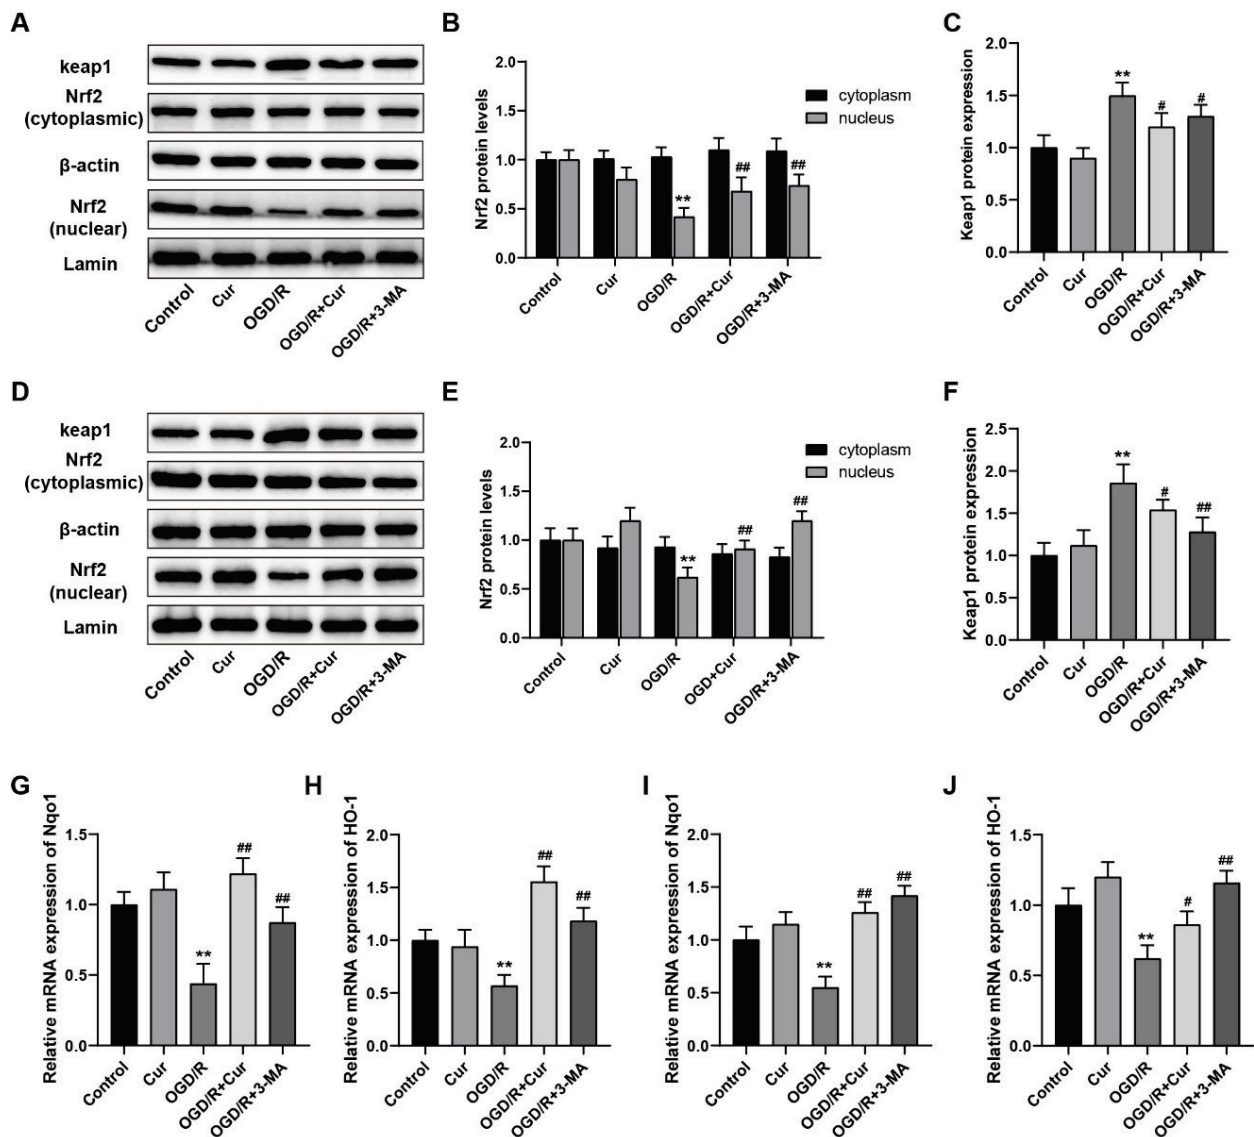 A
keap1
Nrf2
(cytoplasmic)
β-actin
Nrf2
(nuclear)
Lamin
Control
Cur
OGD/R
OGD/R+Cur
OGD/R+3-MA
B
Nrf2 protein levels
2.0
1.5
1.0
0.5
0.0
cytoplasm
nucleus
**
##
##
Control
Cur
OGD/R
OGD/R+Cur
OGD/R+3-MA
C
Keap1 protein expression
2.0
1.5
1.0
0.5
0.0
**
#
#
Control
Cur
OGD/R
OGD/R+Cur
OGD/R+3-MA
D
keap1
Nrf2
(cytoplasmic)
β-actin
Nrf2
(nuclear)
Lamin
Control
Cur
OGD/R
OGD/R+Cur
OGD/R+3-MA
E
Nrf2 protein levels
2.0
1.5
1.0
0.5
0.0
cytoplasm
nucleus
**
##
##
Control
Cur
OGD/R
OGD+Cur
OGD/R+3-MA
F
Keap1 protein expression
2.5
2.0
1.5
1.0
0.5
0.0
**
#
##
Control
Cur
OGD/R
OGD/R+Cur
OGD/R+3-MA
G
Relative mRNA expression of Nqo1
1.5
1.0
0.5
0.0
**
##
##
Control
Cur
OGD/R
OGD/R+Cur
OGD/R+3-MA
H
Relative mRNA expression of HO-1
2.0
1.5
1.0
0.5
0.0
**
##
##
Control
Cur
OGD/R
OGD/R+Cur
OGD/R+3-MA
I
Relative mRNA expression of Nqo1
2.0
1.5
1.0
0.5
0.0
**
##
##
Control
Cur
OGD/R
OGD/R+Cur
OGD/R+3-MA
J
Relative mRNA expression of HO-1
1.5
1.0
0.5
0.0
**
#
##
Control
Cur
OGD/R
OGD/R+Cur
OGD/R+3-MA